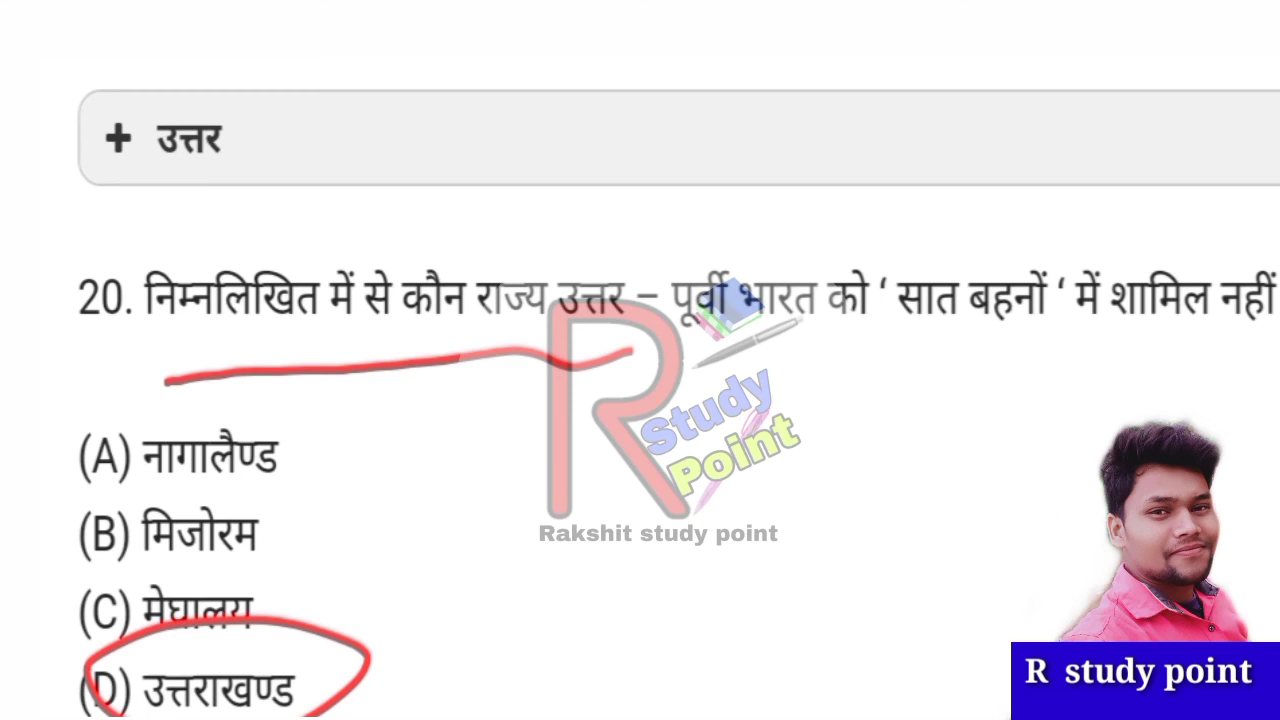 + उत्तर
20. निम्नलिखित में से कौन राज्य उत्तर – पूर्वी भारत को ‘ सात बहनों ‘ में शामिल नहीं
(A) नागालैण्ड
(B) मिजोरम
(C) मेघालय
(D) उत्तराखण्ड
R Study Point
Rakshit study point
R study point